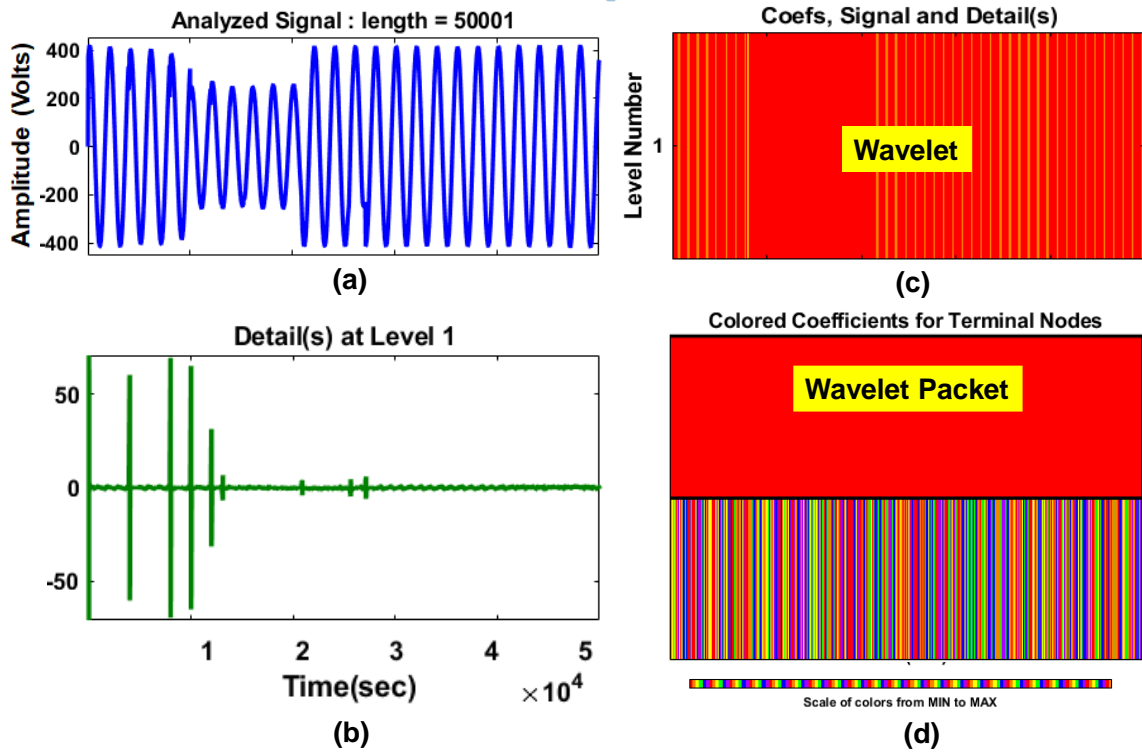 Analyzed Signal : length = 50001
Amplitude (Volts)
400
200
0
-200
-400
(a)
Coefs, Signal and Detail(s)
Level Number
1
Wavelet
(c)
Detail(s) at Level 1
50
0
-50
1 2 3 4 5
Time(sec) ×10⁴
(b)
Colored Coefficients for Terminal Nodes
Wavelet Packet
Scale of colors from MIN to MAX
(d)